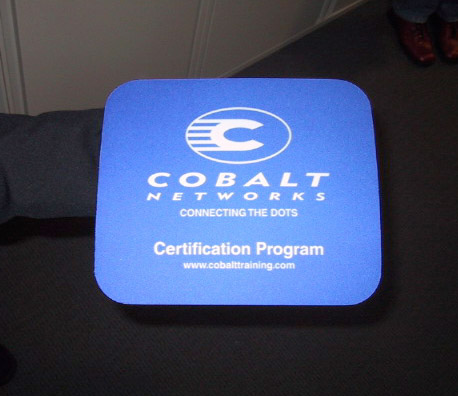 C
COBALT
NETWORKS
CONNECTING THE DOTS
Certification Program
www.cobalttraining.com